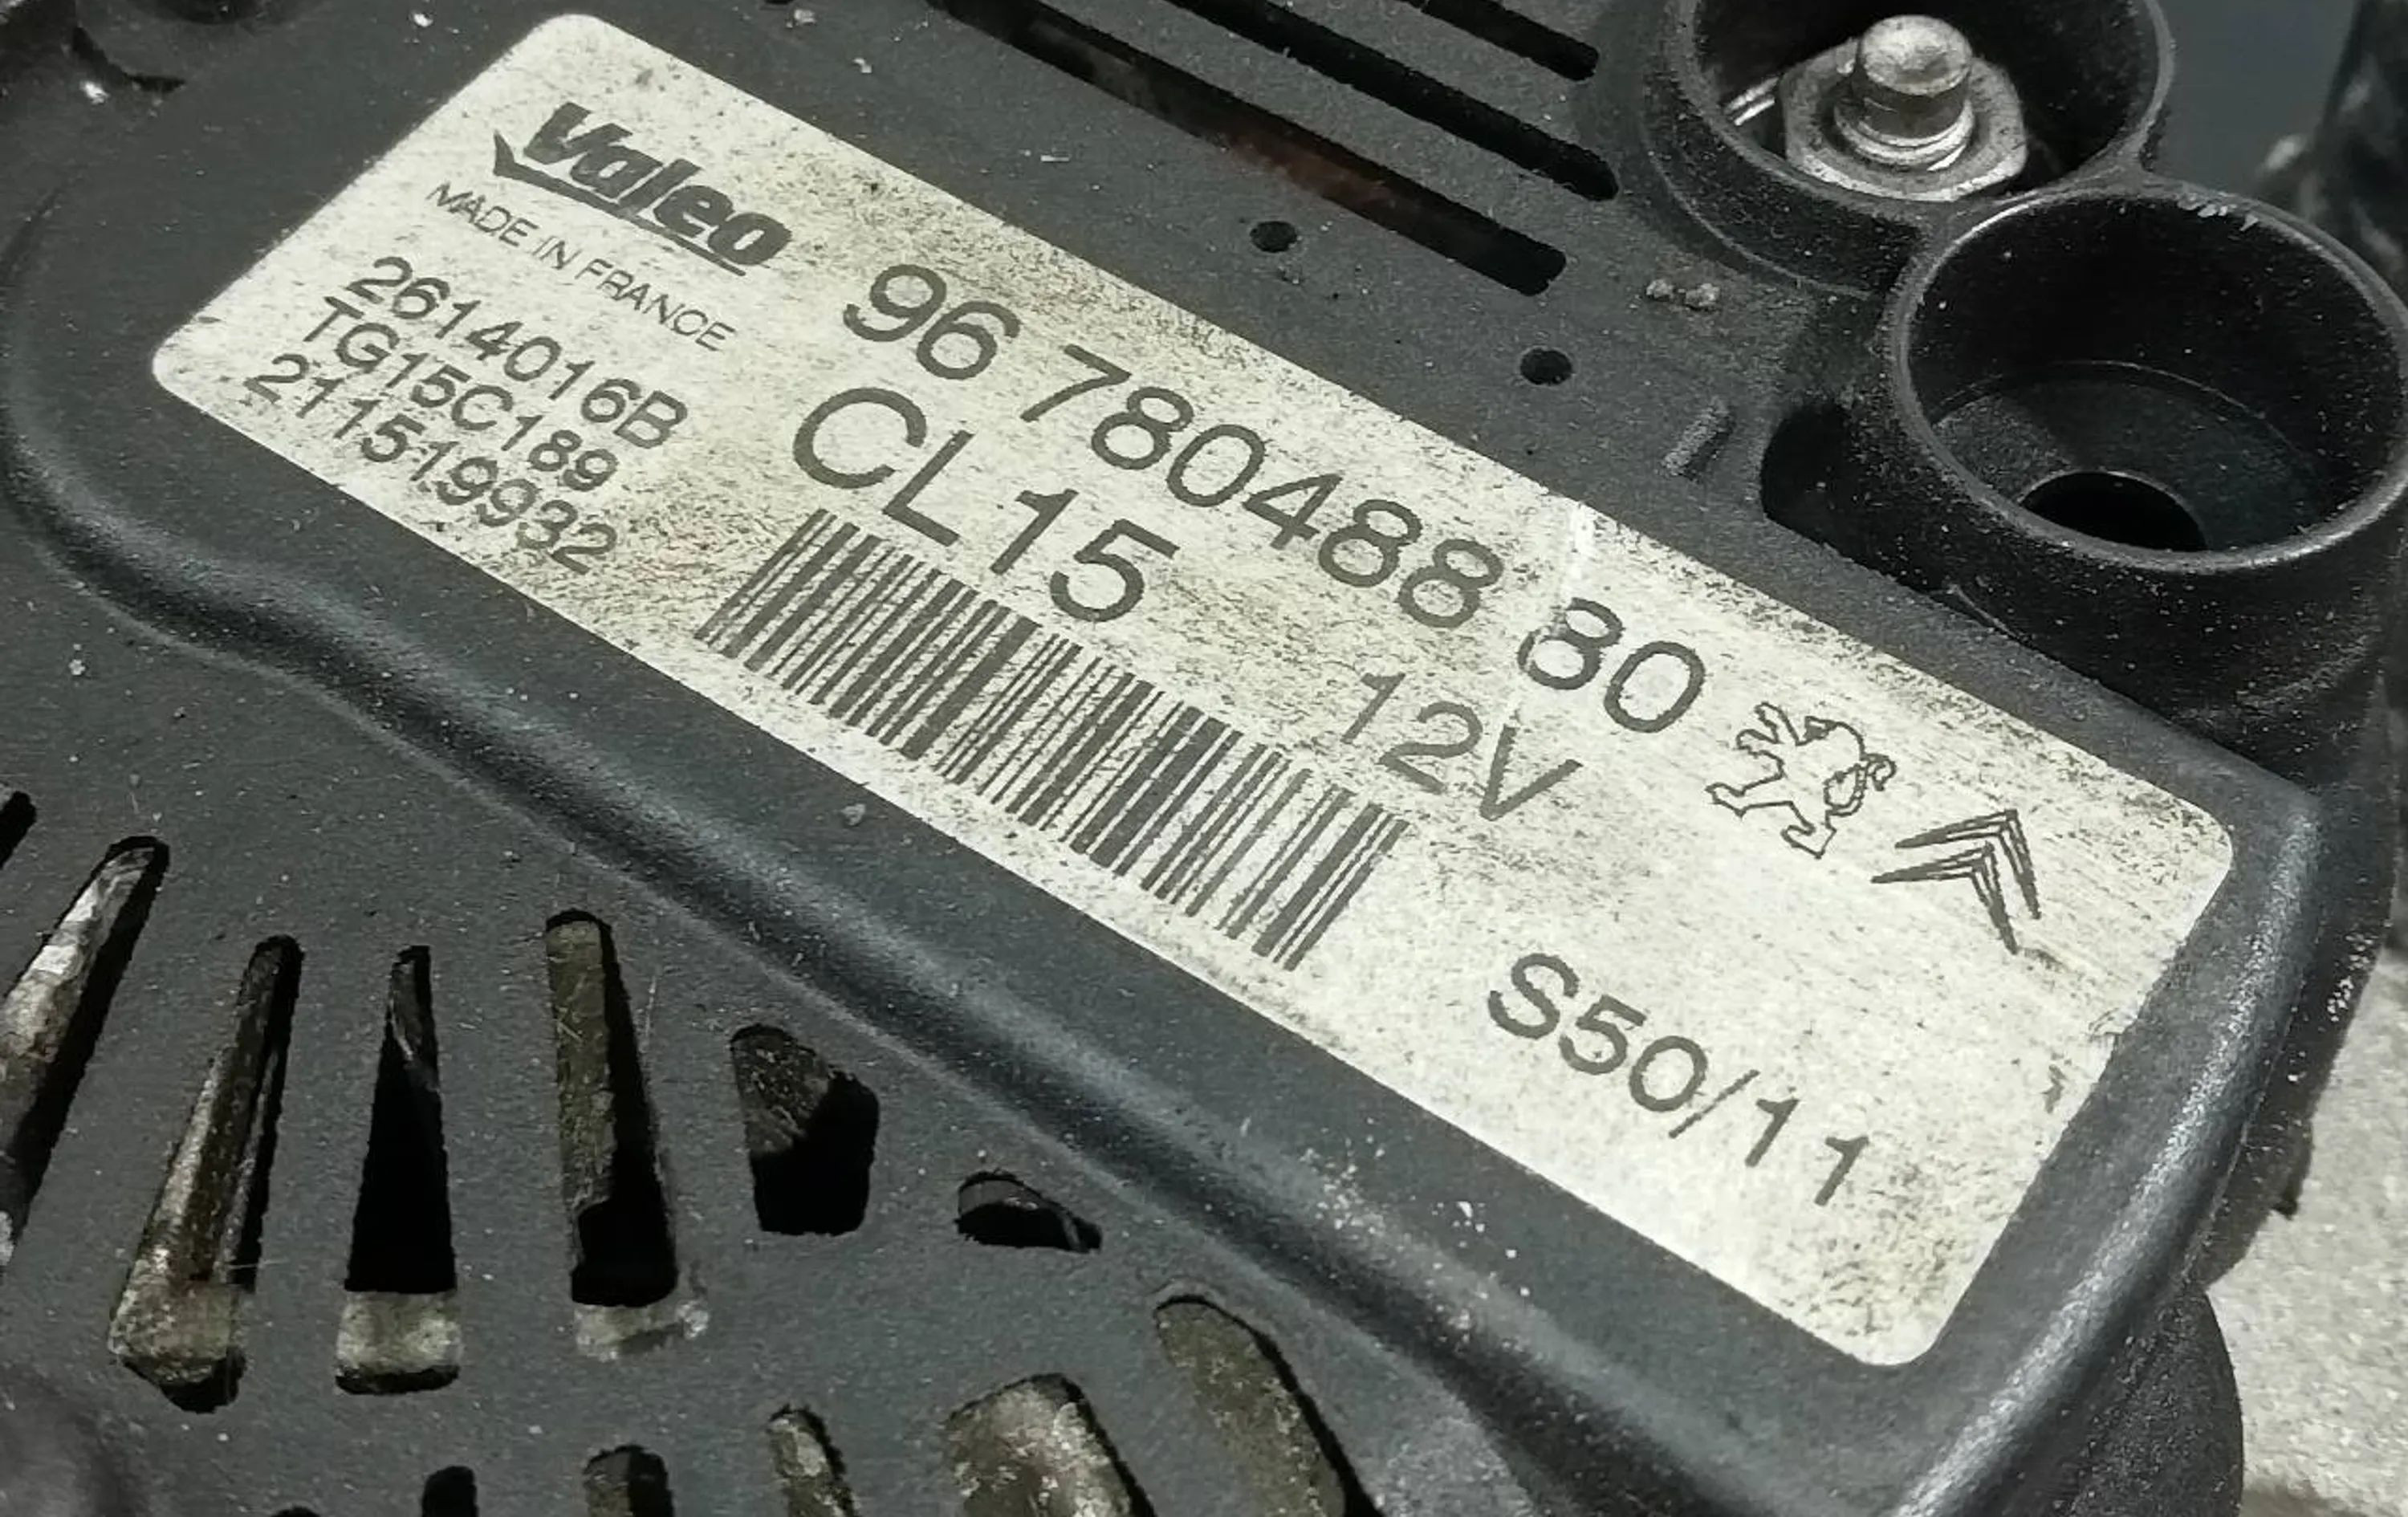 Valeo
MADE IN FRANCE
2614016B
TG15C189
211519932
96 780488 80
CL15
12V
S50/11